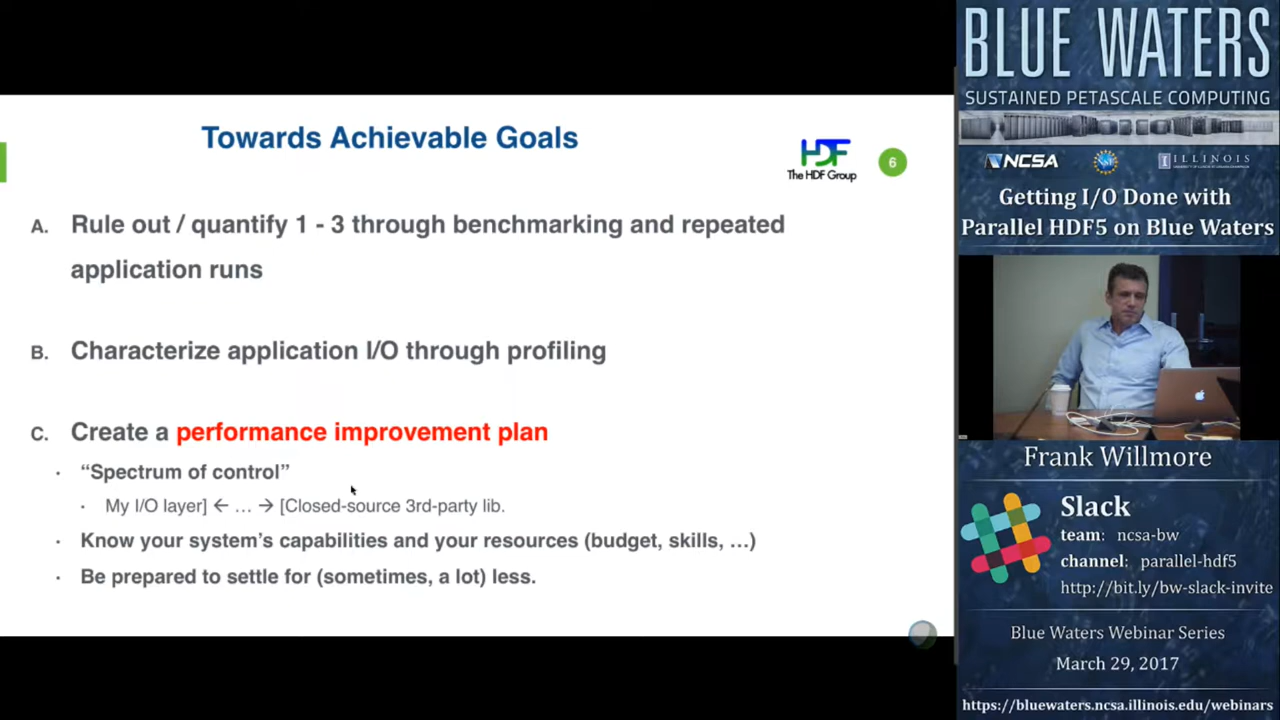 Towards Achievable Goals
HDF
The HDF Group
6
A. Rule out / quantify 1 - 3 through benchmarking and repeated
application runs
B. Characterize application I/O through profiling
C. Create a performance improvement plan
· “Spectrum of control”
· My I/O layer] ← … → [Closed-source 3rd-party lib.
· Know your system’s capabilities and your resources (budget, skills, …)
· Be prepared to settle for (sometimes, a lot) less.
BLUE WATERS
SUSTAINED PETASCALE COMPUTING
NCSA
ILLINOIS
Getting I/O Done with
Parallel HDF5 on Blue Waters
Frank Willmore
Slack
team: ncsa-bw
channel: parallel-hdf5
http://bit.ly/bw-slack-invite
Blue Waters Webinar Series
March 29, 2017
https://bluewaters.ncsa.illinois.edu/webinars